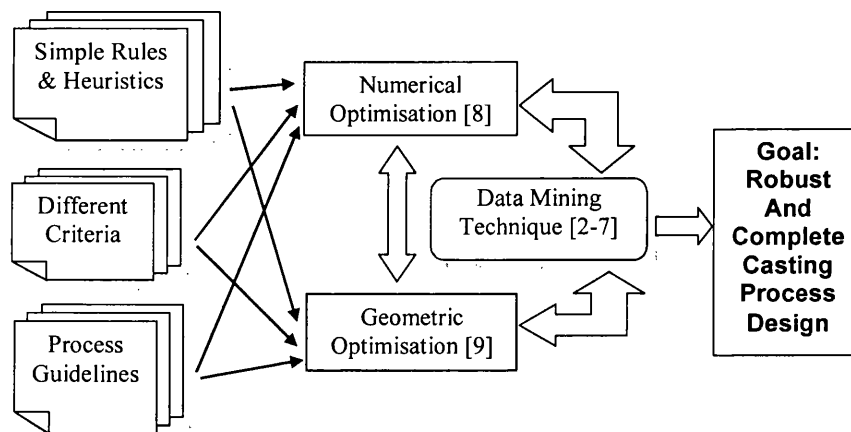 Simple Rules
& Heuristics
Different
Criteria
Process
Guidelines
Numerical
Optimisation [8]
Geometric
Optimisation [9]
Data Mining
Technique [2-7]
Goal:
Robust
And
Complete
Casting
Process
Design